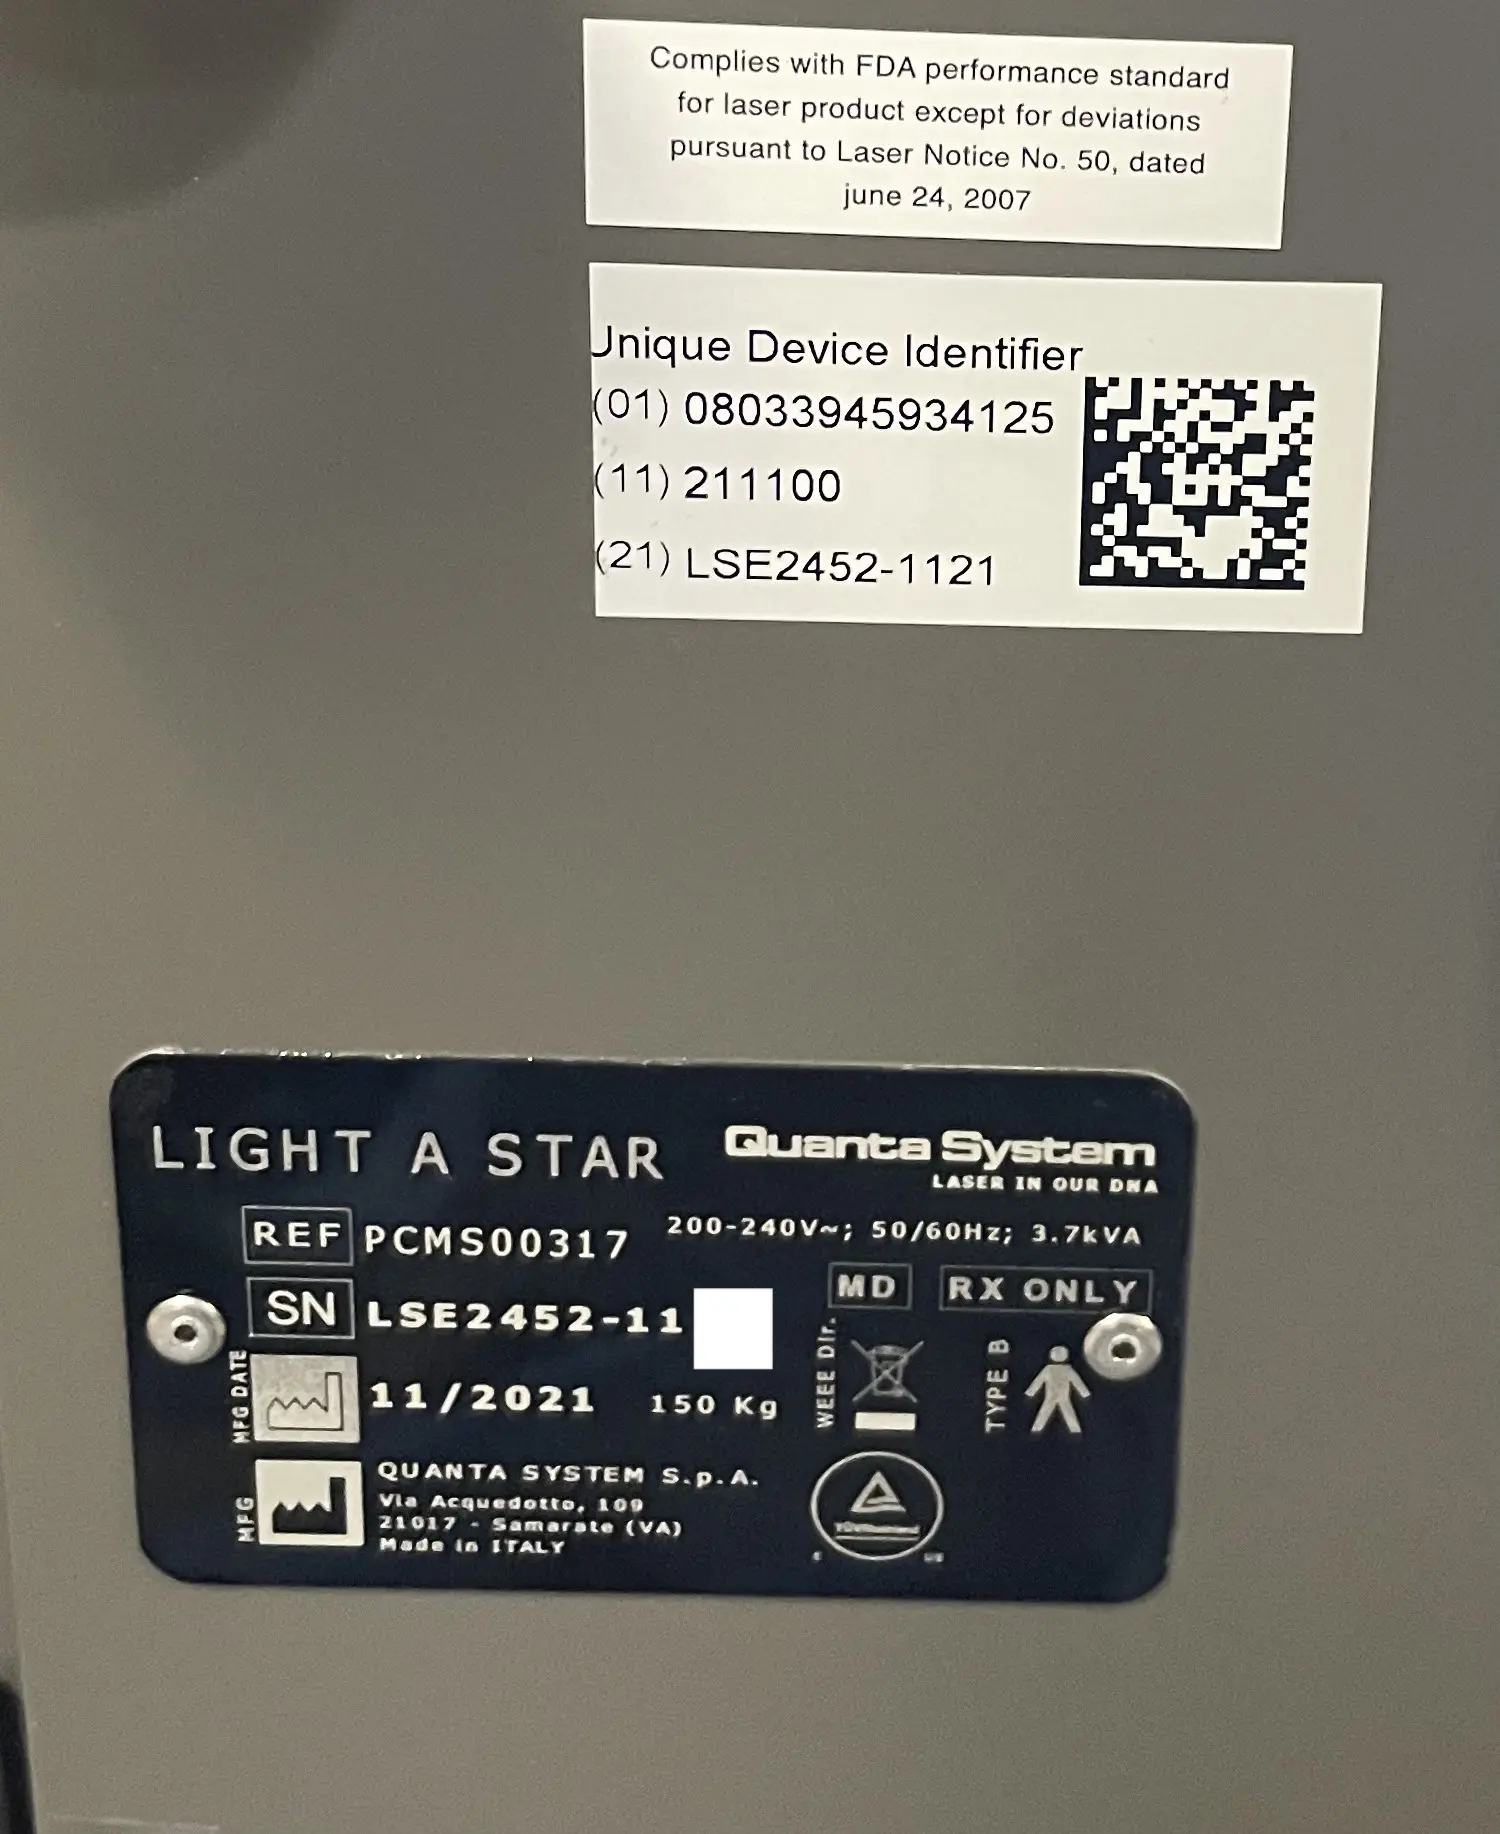 Complies with FDA performance standard
for laser product except for deviations
pursuant to Laser Notice No. 50, dated
june 24, 2007
Unique Device Identifier
(01) 08033945934125
(11) 211100
(21) LSE2452-1121
LIGHT A STAR
Quanta System
LASER IN OUR DNA
REF PCMS00317
200-240V~; 50/60Hz; 3.7kVA
SN LSE2452-11
MD
RX ONLY
MFG DATE
11/2021
150 Kg
WEEE Dir.
TYPE B
MFG
QUANTA SYSTEM S.p.A.
Via Acquedotto, 109
21017 - Samarate (VA)
Made in ITALY